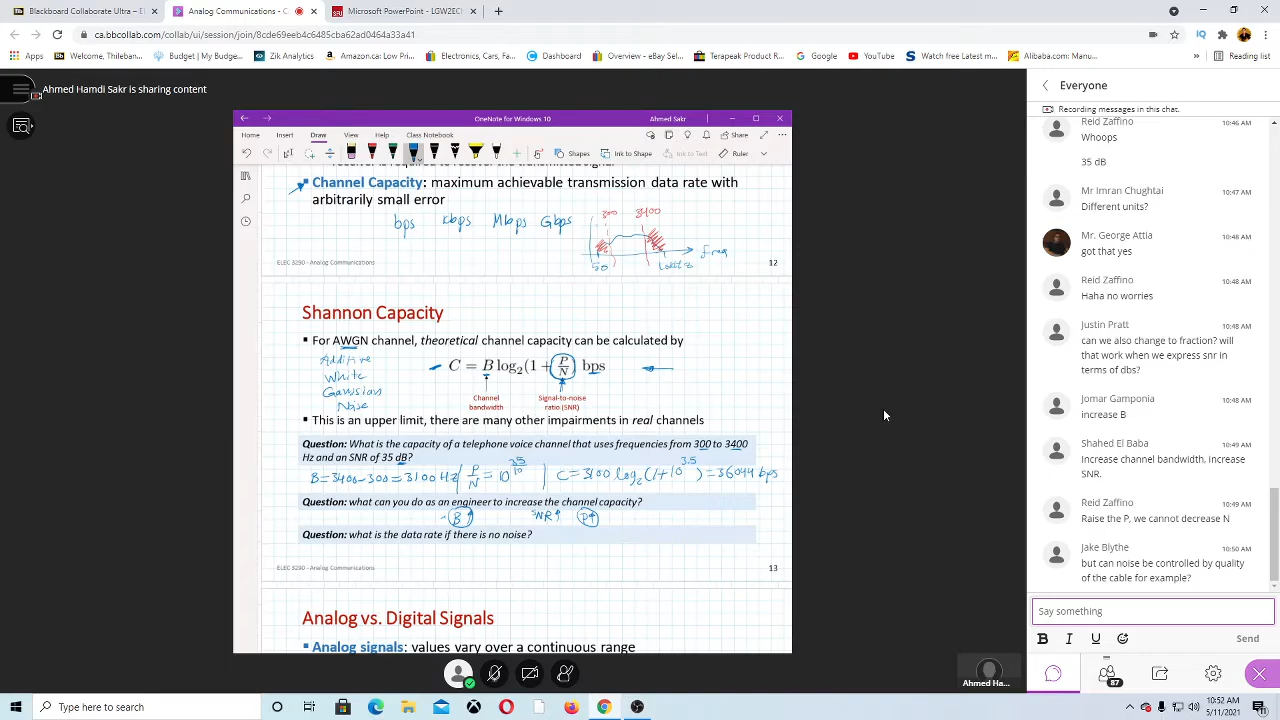 Blackboard Collaborate Ultra – El
Analog Communications - C
Microsoft PowerPoint - LGW2ECE
ca.bbcollab.com/collab/ui/session/join/8cde69eeb4c6485cba62ad0464a33a41
Welcome, Thileban...
Budget | My Budge...
Zik Analytics
Amazon.ca: Low Pri...
Electronics, Cars, Fa...
Dashboard
Overview - eBay Sel...
Terapeak Product R...
Google
YouTube
Watch free Latest m...
Alibaba.com: Manu...
Reading list
Ahmed Hamdi Sakr is sharing content
OneNote for Windows 10
Ahmed Sakr
Home Insert Draw View Help Class Notebook
Share
Shapes
Ink to Shape
Ink to Text
Ruler
receiver is required to recover the transmitted signal
Channel Capacity: maximum achievable transmission data rate with
arbitrarily small error
bps Kbps Mbps Gbps
300 3400
freq
ELEC 3290 - Analog Communications
12
Shannon Capacity
For AWGN channel, theoretical channel capacity can be calculated by
Additive
White
Gaussian
Noise
C = B log₂(1 + P/N) bps
Channel
bandwidth
Signal-to-noise
ratio (SNR)
This is an upper limit, there are many other impairments in real channels
Question: What is the capacity of a telephone voice channel that uses frequencies from 300 to 3400
Hz and an SNR of 35 dB?
B=3400-300=3100 Hz | P/N = 10^(35/10) | C=3100 log₂(1+10^3.5)=36044 bps
Question: what can you do as an engineer to increase the channel capacity?
B↑ SNR↑ P↑
Question: what is the data rate if there is no noise?
ELEC 3290 - Analog Communications
13
Analog vs. Digital Signals
Analog signals: values vary over a continuous range
Everyone
Recording messages in this chat.
Reid Zaffino 10:46 AM
Whoops
35 dB
Mr Imran Chughtai 10:47 AM
Different units?
Mr. George Attia 10:48 AM
got that yes
Reid Zaffino 10:48 AM
Haha no worries
Justin Pratt 10:48 AM
can we also change to fraction? will
that work when we express snr in
terms of dbs?
Jomar Gamponia 10:48 AM
increase B
Shahed El Baba 10:49 AM
Increase channel bandwidth, increase
SNR.
Reid Zaffino 10:49 AM
Raise the P, we cannot decrease N
Jake Blythe 10:50 AM
but can noise be controlled by quality
of the cable for example?
Say something
B I U
Send
87
Ahmed Ha...
Type here to search
10:52 AM
5/11/2021